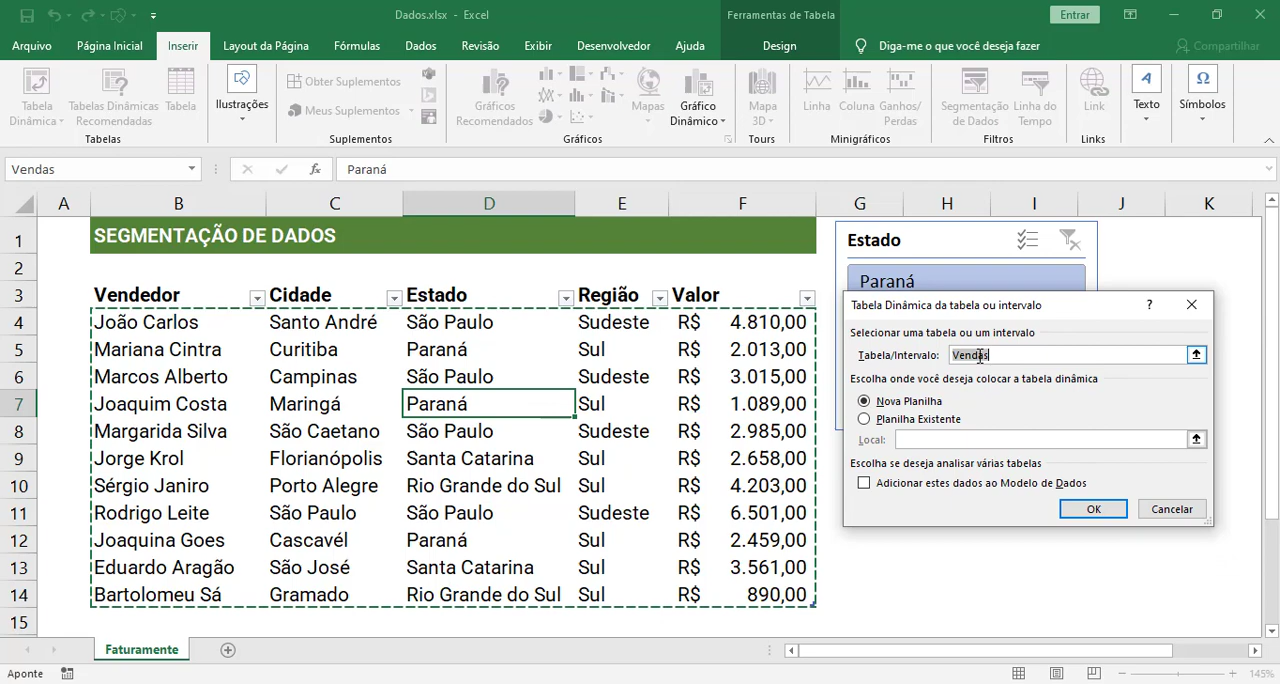 Dados.xlsx - Excel
Ferramentas de Tabela
Entrar
Arquivo Página Inicial Inserir Layout da Página Fórmulas Dados Revisão Exibir Desenvolvedor Ajuda Design Diga-me o que você deseja fazer Compartilhar
Tabela Dinâmica
Tabelas Dinâmicas Recomendadas
Tabela
Tabelas
Ilustrações
Obter Suplementos
Meus Suplementos
Suplementos
Gráficos Recomendados
Mapas
Gráfico Dinâmico
Gráficos
Mapa 3D
Tours
Linha
Coluna
Ganhos/ Perdas
Minigráficos
Segmentação de Dados
Linha do Tempo
Filtros
Link
Links
Texto
Símbolos
Vendas fx Paraná
A B C D E F G H I J K
1 SEGMENTAÇÃO DE DADOS
2
3 Vendedor Cidade Estado Região Valor
4 João Carlos Santo André São Paulo Sudeste R$ 4.810,00
5 Mariana Cintra Curitiba Paraná Sul R$ 2.013,00
6 Marcos Alberto Campinas São Paulo Sudeste R$ 3.015,00
7 Joaquim Costa Maringá Paraná Sul R$ 1.089,00
8 Margarida Silva São Caetano São Paulo Sudeste R$ 2.985,00
9 Jorge Krol Florianópolis Santa Catarina Sul R$ 2.658,00
10 Sérgio Janiro Porto Alegre Rio Grande do Sul Sul R$ 4.203,00
11 Rodrigo Leite São Paulo São Paulo Sudeste R$ 6.501,00
12 Joaquina Goes Cascavél Paraná Sul R$ 2.459,00
13 Eduardo Aragão São José Santa Catarina Sul R$ 3.561,00
14 Bartolomeu Sá Gramado Rio Grande do Sul Sul R$ 890,00
15
Estado
Paraná
Tabela Dinâmica da tabela ou intervalo ?
Selecionar uma tabela ou um intervalo
Tabela/Intervalo: Vendas
Escolha onde você deseja colocar a tabela dinâmica
Nova Planilha
Planilha Existente
Local:
Escolha se deseja analisar várias tabelas
Adicionar estes dados ao Modelo de Dados
OK Cancelar
Faturamente
Aponte
145%